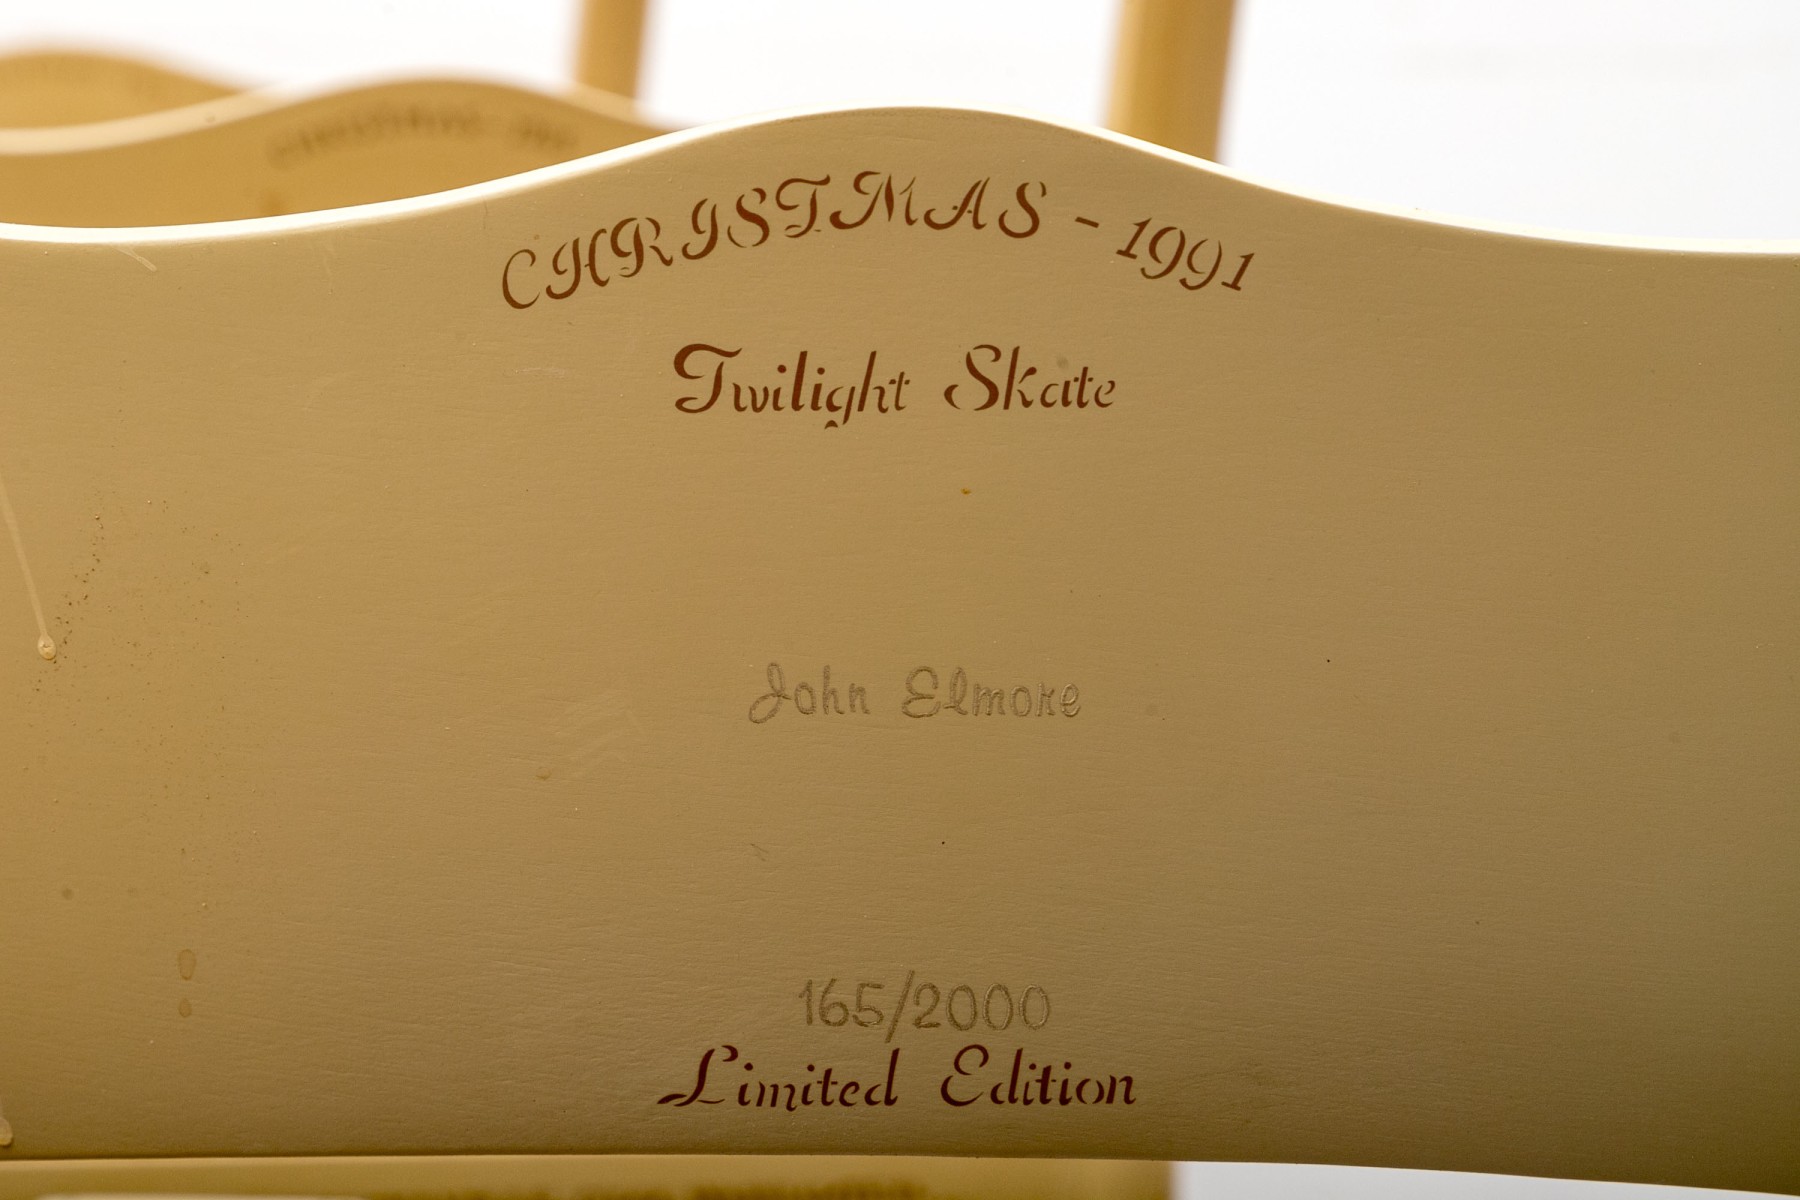 CHRISTMAS - 1991
Twilight Skate
John Elmore
165/2000
Limited Edition